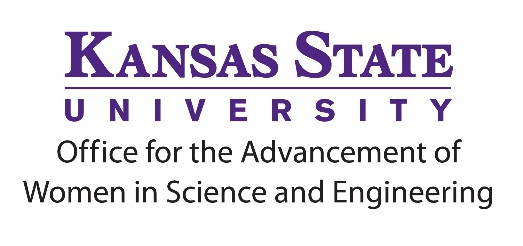 KANSAS STATE
UNIVERSITY
Office for the Advancement of
Women in Science and Engineering